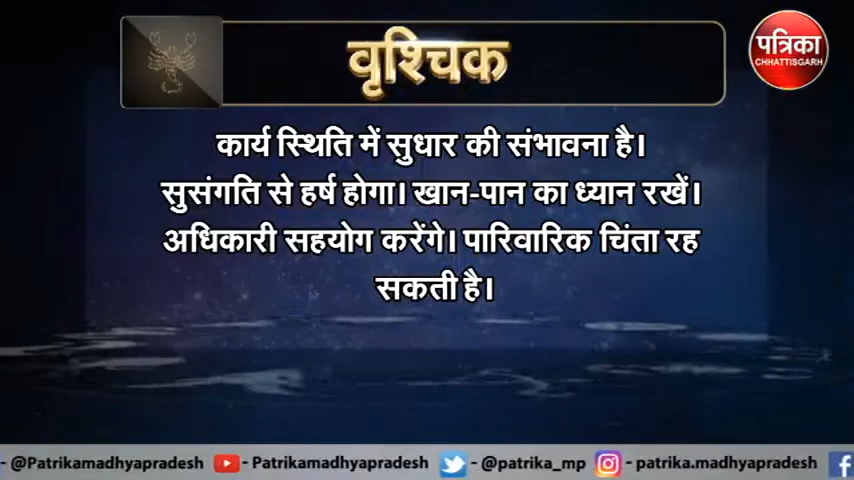 वृश्चिक
पत्रिका
CHHATTISGARH
कार्य स्थिति में सुधार की संभावना है।
सुसंगति से हर्ष होगा। खान-पान का ध्यान रखें।
अधिकारी सहयोग करेंगे। पारिवारिक चिंता रह
सकती है।
- @Patrikamadhyapradesh - Patrikamadhyapradesh - @patrika_mp - patrika.madhyapradesh